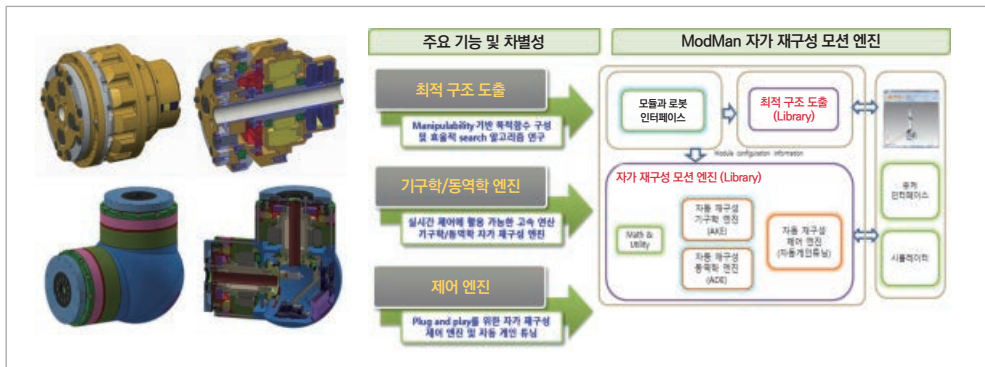 주요 기능 및 차별성
최적 구조 도출
Manipulability 기반 목적함수 구성
및 효율적 search 알고리즘 연구
기구학/동역학 엔진
실시간 제어에 활용 가능한 고속 연산
기구학/동역학 자가 재구성 엔진
제어 엔진
Plug and play를 위한 자가 재구성
제어 엔진 및 자동 게인 튜닝
ModMan 자가 재구성 모션 엔진
모듈과 로봇
인터페이스
최적 구조 도출
(Library)
Module configuration information
자가 재구성 모션 엔진 (Library)
Math &
Utility
자동 재구성
기구학 엔진
(AKE)
자동 재구성
동역학 엔진
(ADE)
자동 재구성
제어 엔진
(자동게인튜닝)
인터페이스
시뮬레이터